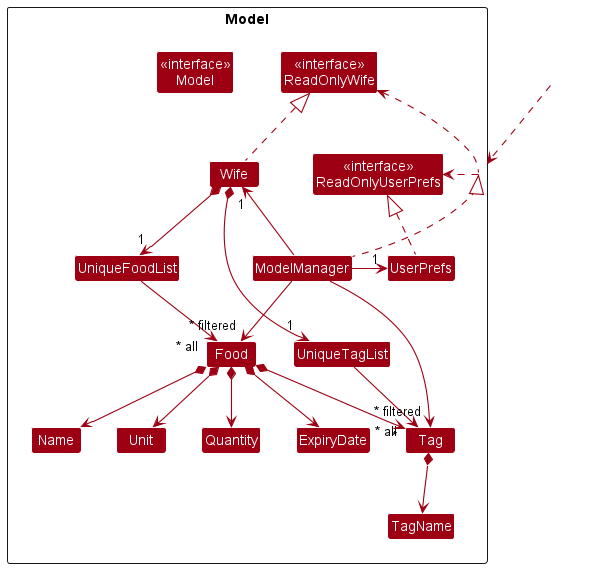 Model
«interface»
Model
«interface»
ReadOnlyWife
«interface»
ReadOnlyUserPrefs
Wife
1
1
1
UniqueFoodList
ModelManager
UserPrefs
* filtered
1
* all
Food
UniqueTagList
* filtered
* all
*
Name
Unit
Quantity
ExpiryDate
Tag
TagName